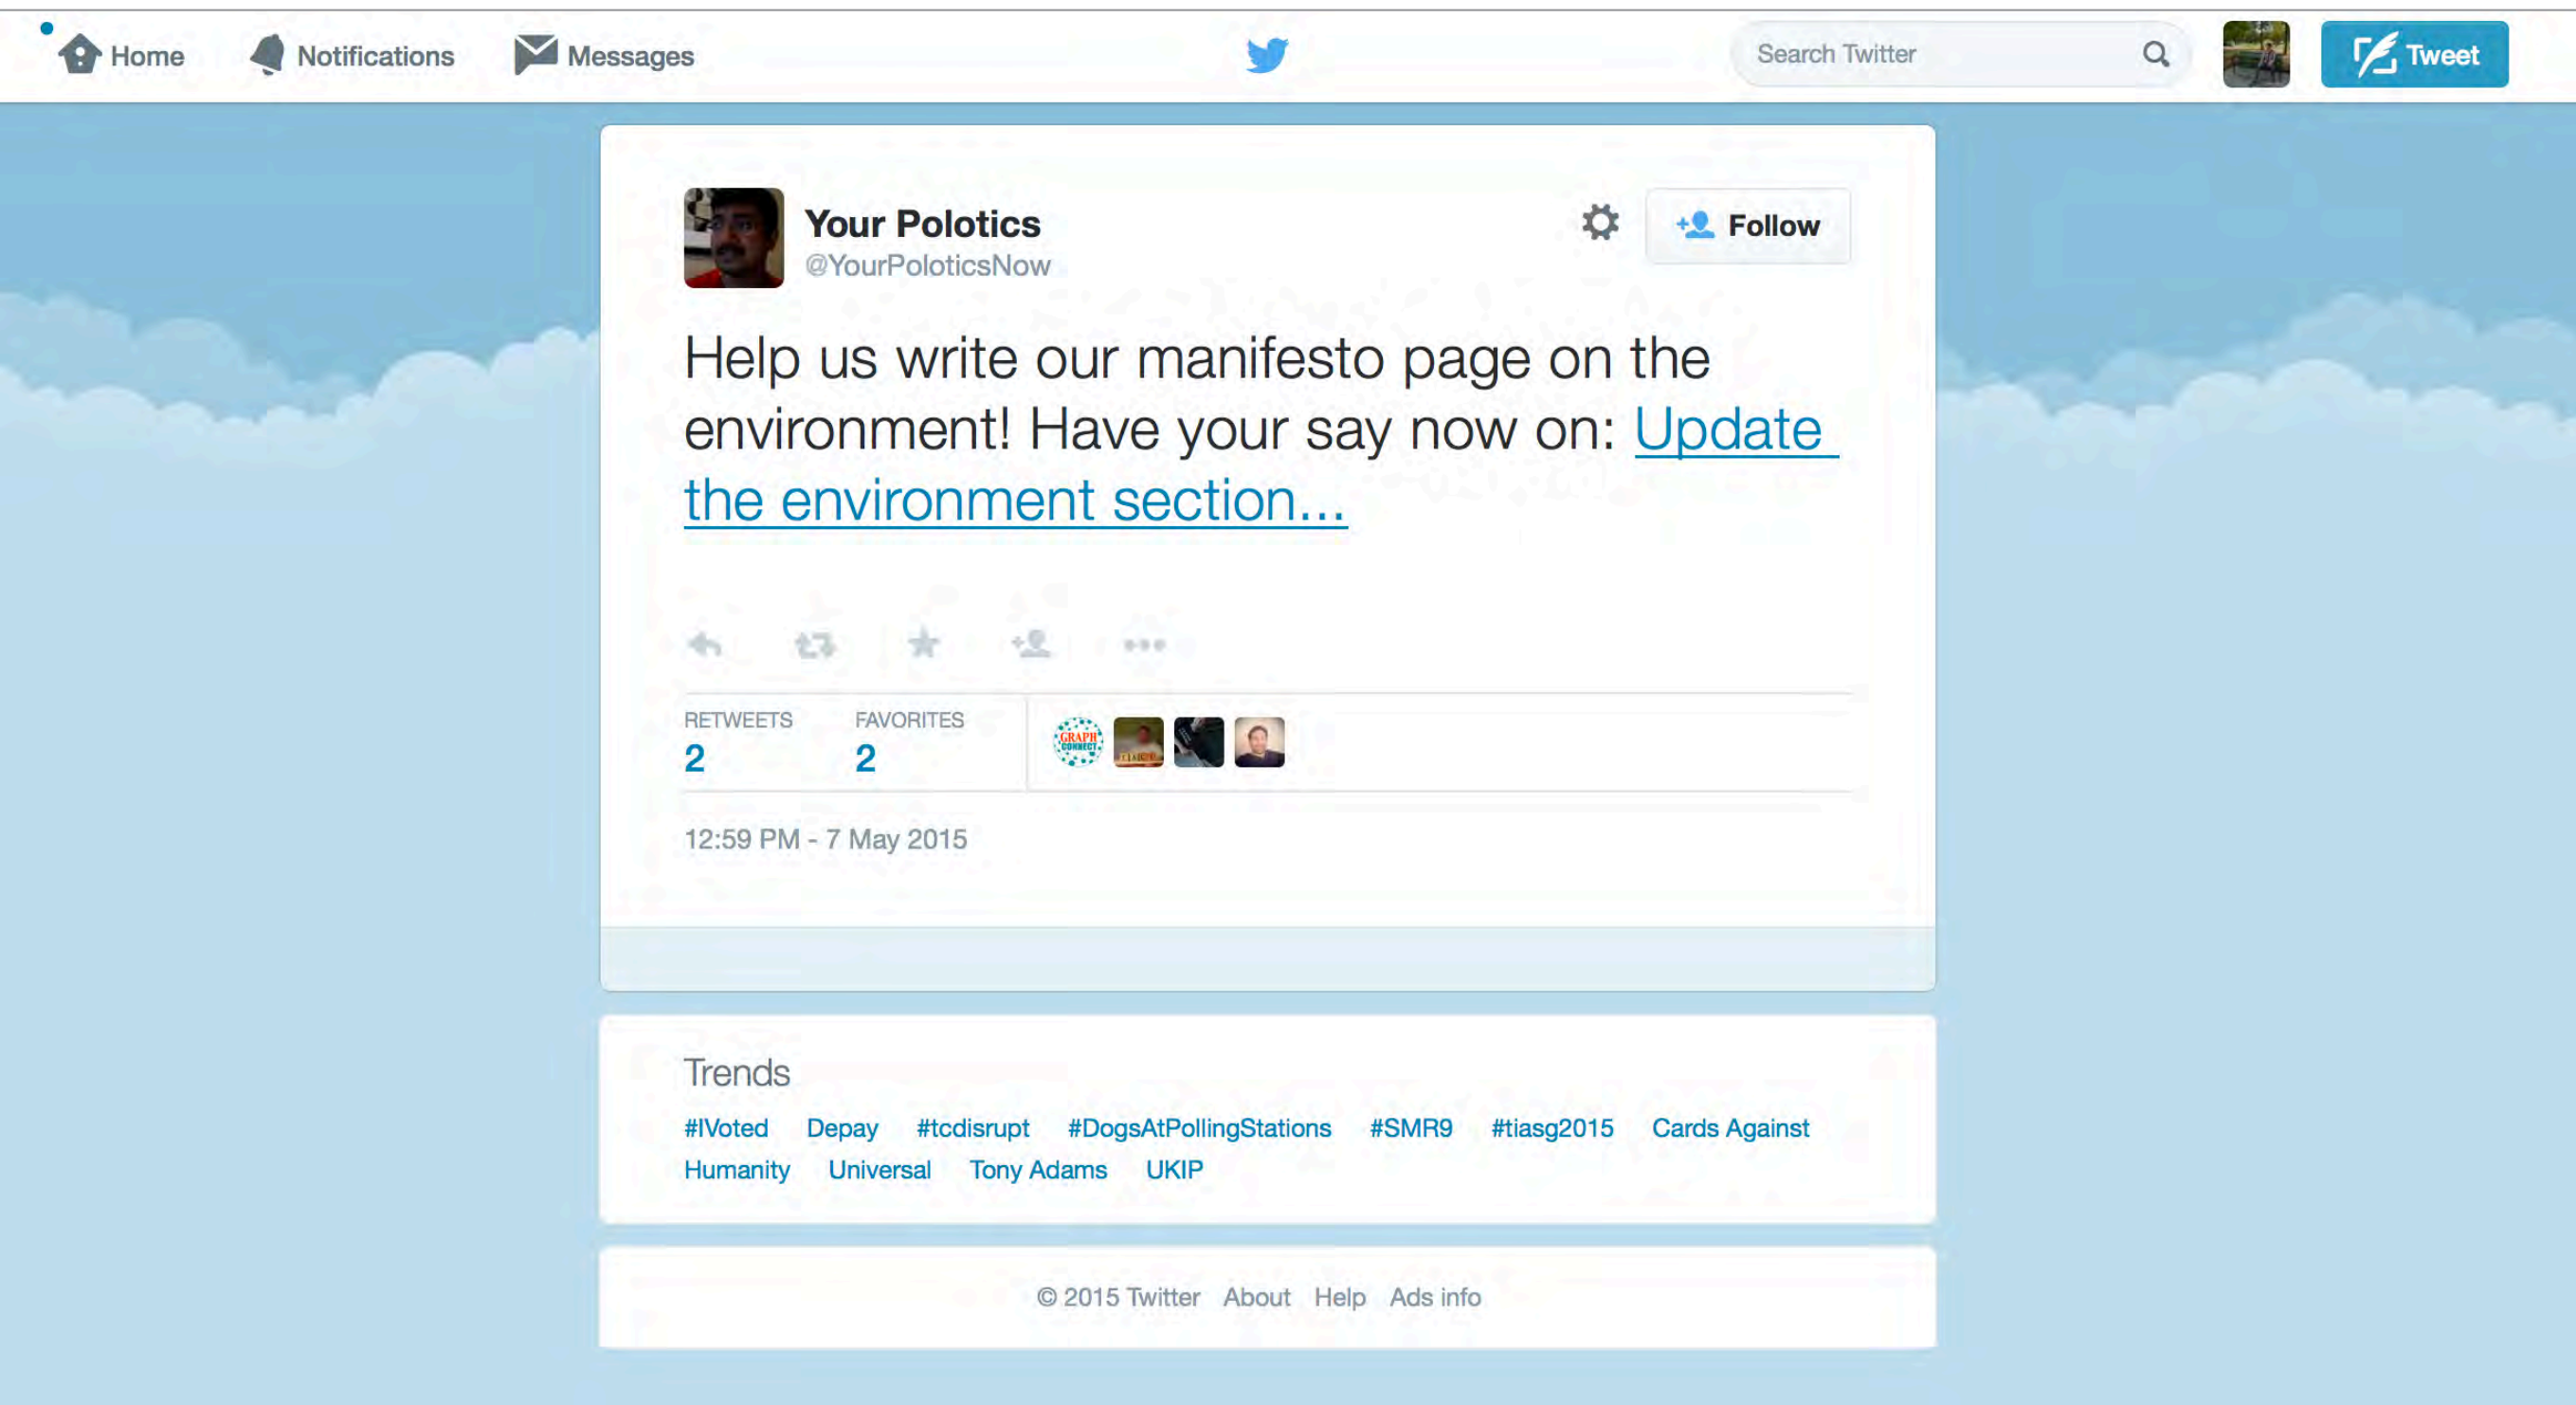 Home Notifications Messages Search Twitter Tweet
Your Polotics
@YourPoloticsNow
Follow
Help us write our manifesto page on the
environment! Have your say now on: Update
the environment section...
RETWEETS FAVORITES
2 2
GRAPH
CONNECT
12:59 PM - 7 May 2015
Trends
#IVoted Depay #tcdisrupt #DogsAtPollingStations #SMR9 #tiasg2015 Cards Against
Humanity Universal Tony Adams UKIP
© 2015 Twitter About Help Ads info